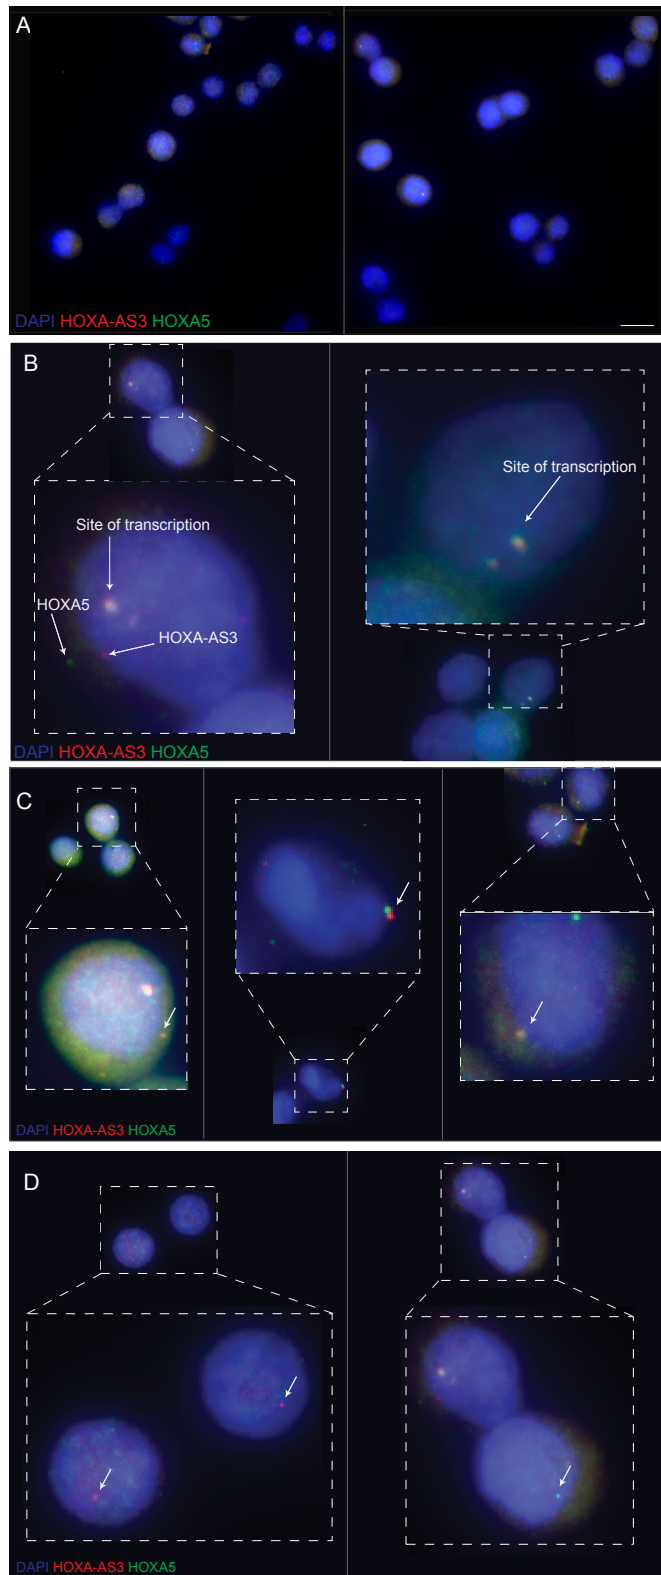 A
DAPI HOXA-AS3 HOXA5
B
Site of transcription
Site of transcription
HOXA5
HOXA-AS3
DAPI HOXA-AS3 HOXA5
C
DAPI HOXA-AS3 HOXA5
D
DAPI HOXA-AS3 HOXA5